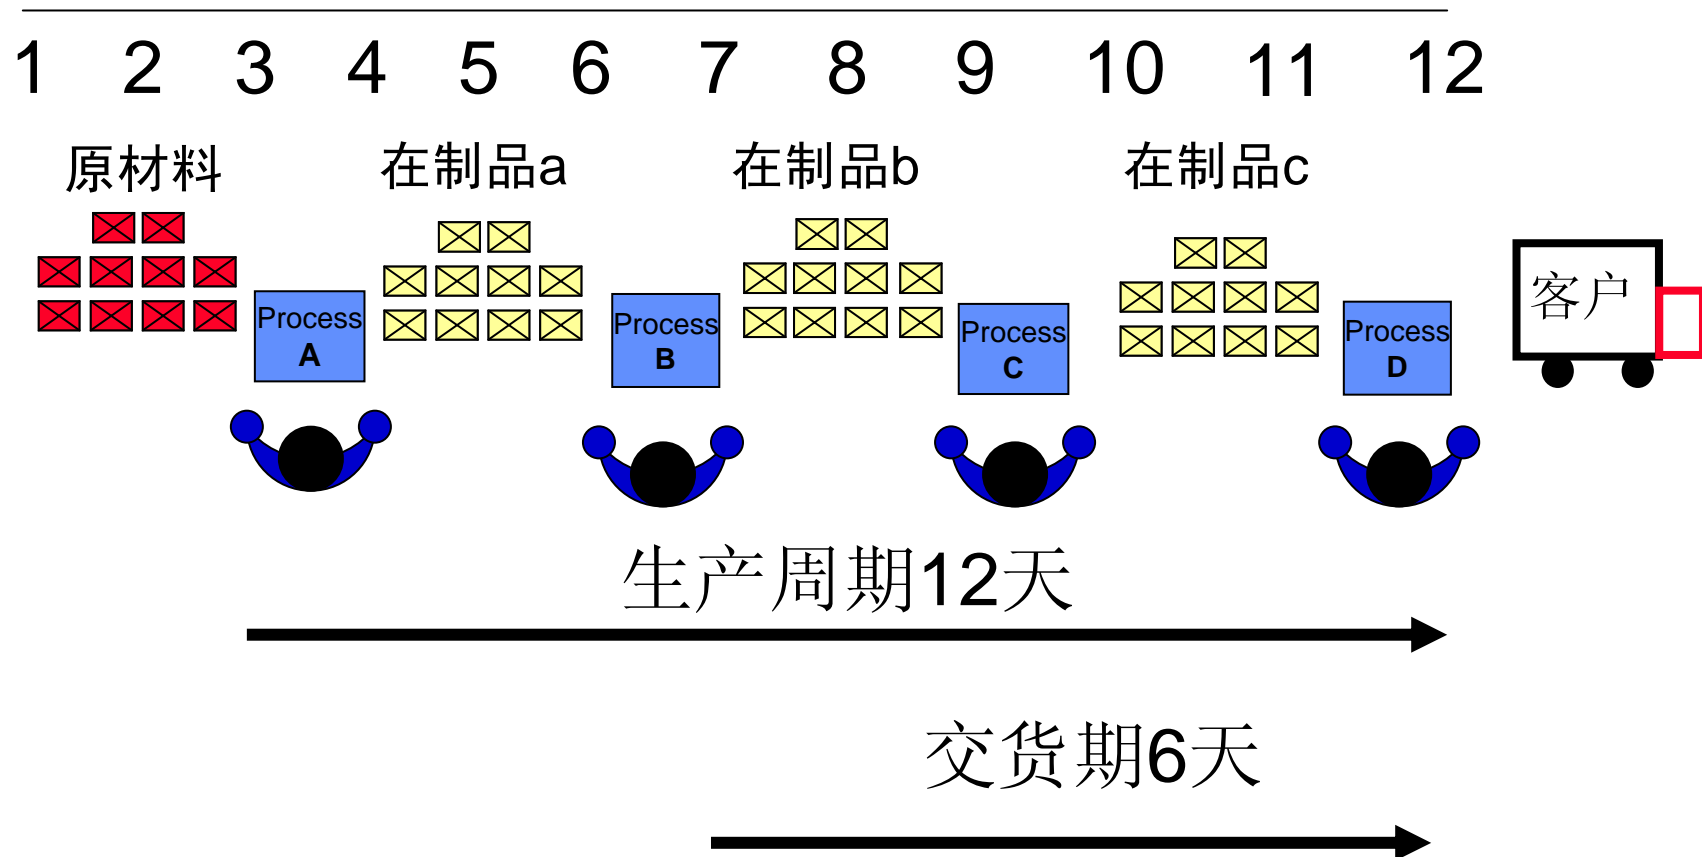 1 2 3 4 5 6 7 8 9 10 11 12
原材料 在制品a 在制品b 在制品c
客户
Process
A
Process
B
Process
C
Process
D
生产周期12天
交货期6天